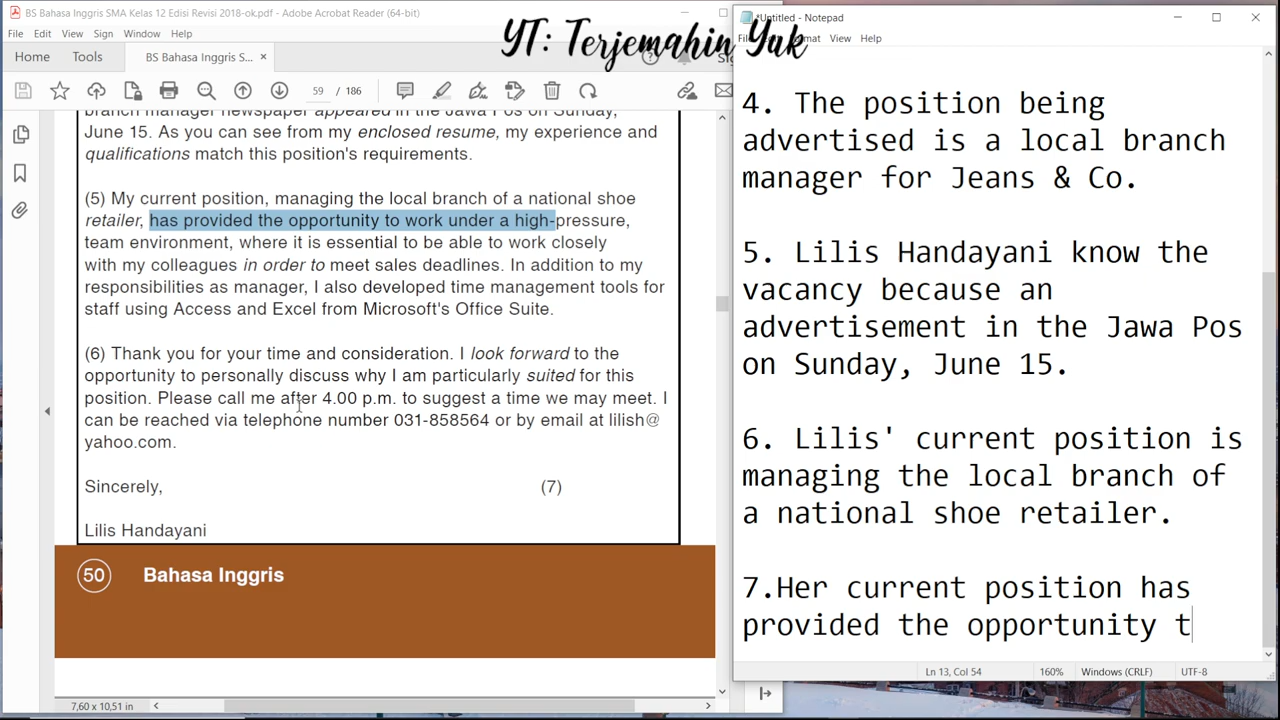 BS Bahasa Inggris SMA Kelas 12 Edisi Revisi 2018-ok.pdf - Adobe Acrobat Reader (64-bit)
File Edit View Sign Window Help
YT: Terjemahin Yuk
Home Tools BS Bahasa Inggris S... ×
59 / 186
branch manager newspaper appeared in the Jawa Pos on Sunday,
June 15. As you can see from my enclosed resume, my experience and
qualifications match this position's requirements.
(5) My current position, managing the local branch of a national shoe
retailer, has provided the opportunity to work under a high-pressure,
team environment, where it is essential to be able to work closely
with my colleagues in order to meet sales deadlines. In addition to my
responsibilities as manager, I also developed time management tools for
staff using Access and Excel from Microsoft's Office Suite.
(6) Thank you for your time and consideration. I look forward to the
opportunity to personally discuss why I am particularly suited for this
position. Please call me after 4.00 p.m. to suggest a time we may meet. I
can be reached via telephone number 031-858564 or by email at lilish@
yahoo.com.
Sincerely, (7)
Lilis Handayani
50 Bahasa Inggris
7,60 x 10,51 in
*Untitled - Notepad
View Help
4. The position being
advertised is a local branch
manager for Jeans & Co.
5. Lilis Handayani know the
vacancy because an
advertisement in the Jawa Pos
on Sunday, June 15.
6. Lilis' current position is
managing the local branch of
a national shoe retailer.
7.Her current position has
provided the opportunity t
Ln 13, Col 54 160% Windows (CRLF) UTF-8